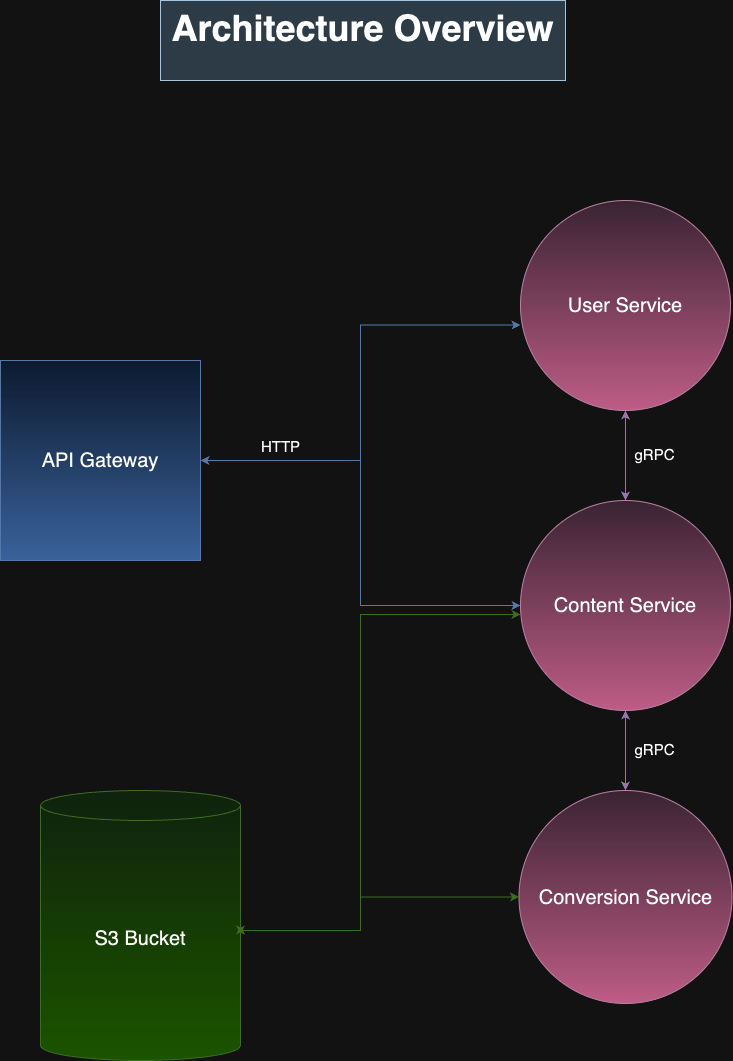 Architecture Overview
User Service
API Gateway
HTTP
gRPC
Content Service
gRPC
S3 Bucket
Conversion Service